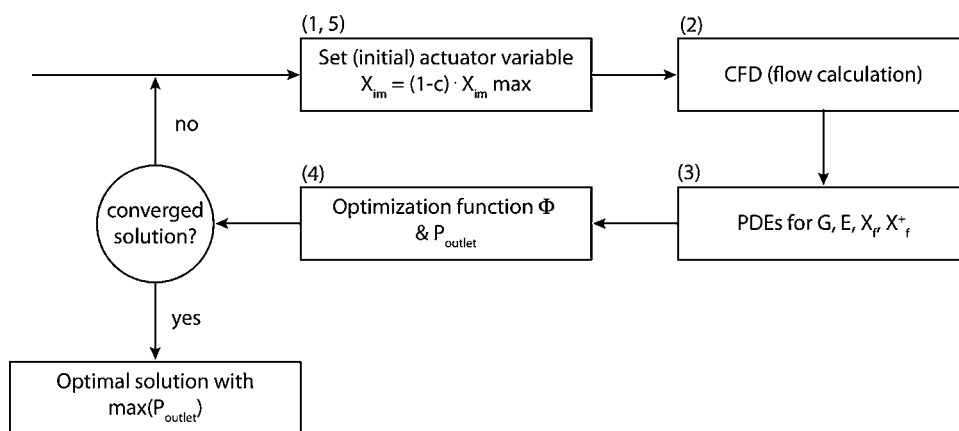 (1, 5)
Set (initial) actuator variable
X_im = (1-c) · X_im max
(2)
CFD (flow calculation)
no
converged
solution?
(4)
Optimization function Φ
& P_outlet
(3)
PDEs for G, E, X_f, X_f^+
yes
Optimal solution with
max(P_outlet)